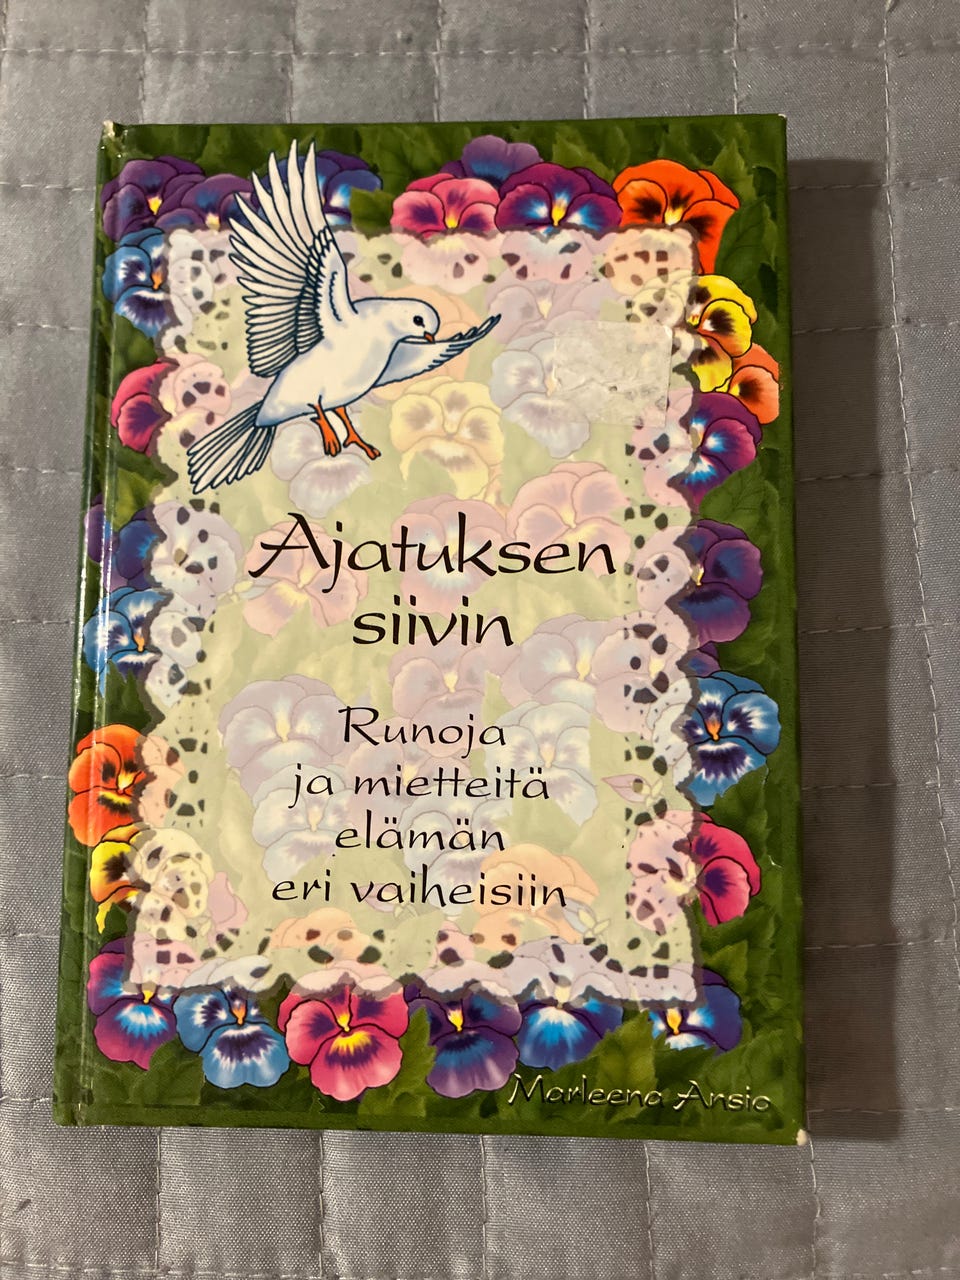 Ajatuksen
siivin
Runoja
ja mietteitä
elämän
eri vaiheisiin
Marleena Ansio